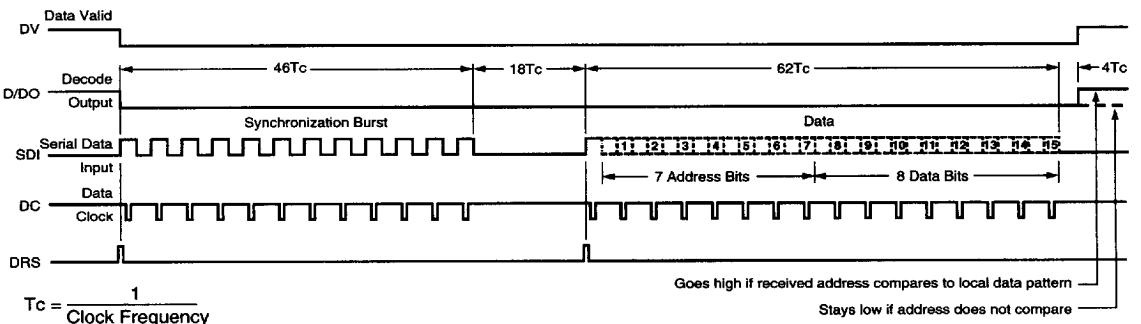 Data Valid
DV
46Tc
18Tc
62Tc
4Tc
Decode
D/DO
Output
Synchronization Burst
Data
Serial Data
SDI
Input
1 2 3 4 5 6 7 8 9 10 11 12 13 14 15
7 Address Bits
8 Data Bits
Data
DC
Clock
DRS
Goes high if received address compares to local data pattern
Stays low if address does not compare
Tc = 1
Clock Frequency